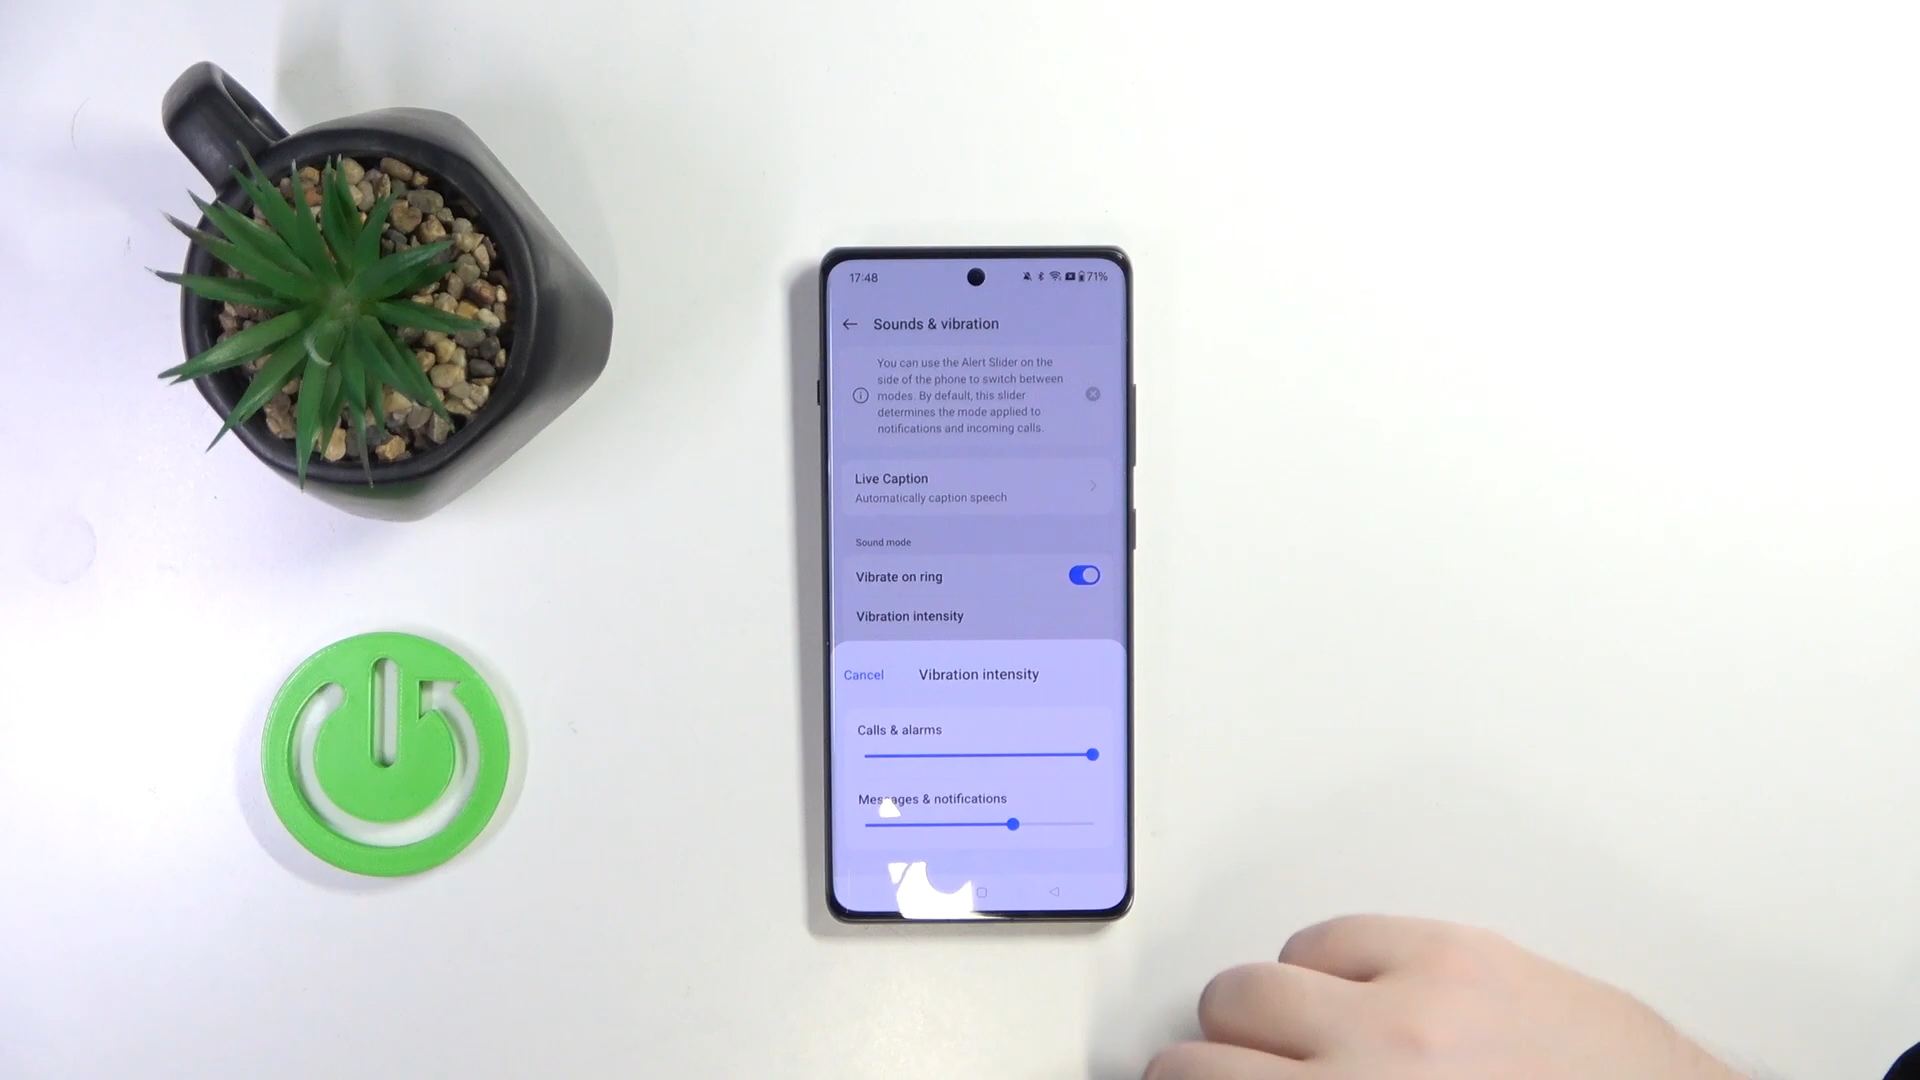 17:48
71%
Sounds & vibration
You can use the Alert Slider on the
side of the phone to switch between
modes. By default, this slider
determines the mode applied to
notifications and incoming calls.
Live Caption
Automatically caption speech
Sound mode
Vibrate on ring
Vibration intensity
Cancel
Vibration intensity
Calls & alarms
Messages & notifications